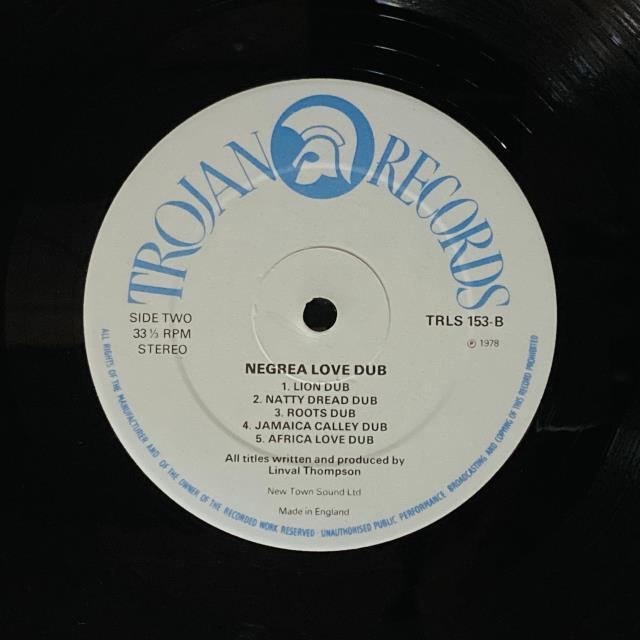 TROJAN RECORDS
SIDE TWO
33 ⅓ RPM
STEREO
TRLS 153-B
℗ 1978
NEGREA LOVE DUB
1. LION DUB
2. NATTY DREAD DUB
3. ROOTS DUB
4. JAMAICA CALLEY DUB
5. AFRICA LOVE DUB
All titles written and produced by
Linval Thompson
New Town Sound Ltd
Made in England
ALL RIGHTS OF THE MANUFACTURER AND OF THE OWNER OF THE RECORDED WORK RESERVED · UNAUTHORISED PUBLIC PERFORMANCE BROADCASTING AND COPYING OF THIS RECORD PROHIBITED